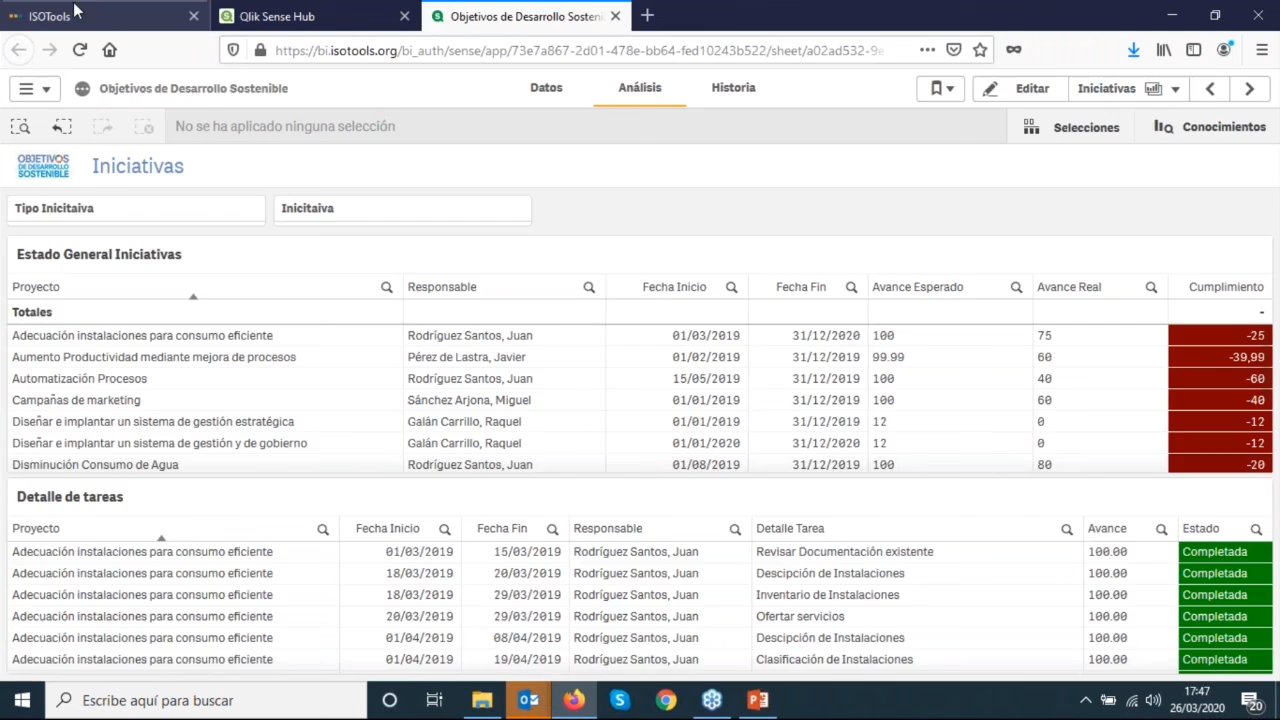 ISOTools
Qlik Sense Hub
Objetivos de Desarrollo Sosteni
https://bi.isotools.org/bi_auth/sense/app/73e7a867-2d01-478e-bb64-fed10243b522/sheet/a02ad532-9e
Objetivos de Desarrollo Sostenible
Datos
Análisis
Historia
Editar
Iniciativas
No se ha aplicado ninguna selección
Selecciones
Conocimientos
OBJETIVOS
DE DESARROLLO
SOSTENIBLE
Iniciativas
Tipo Inicitaiva
Inicitaiva
Estado General Iniciativas
Proyecto Responsable Fecha Inicio Fecha Fin Avance Esperado Avance Real Cumplimiento
Totales -
Adecuación instalaciones para consumo eficiente Rodríguez Santos, Juan 01/03/2019 31/12/2020 100 75 -25
Aumento Productividad mediante mejora de procesos Pérez de Lastra, Javier 01/02/2019 31/12/2019 99.99 60 -39,99
Automatización Procesos Rodríguez Santos, Juan 15/05/2019 31/12/2019 100 40 -60
Campañas de marketing Sánchez Arjona, Miguel 01/01/2019 31/12/2019 100 60 -40
Diseñar e implantar un sistema de gestión estratégica Galán Carrillo, Raquel 01/01/2019 31/12/2019 12 0 -12
Diseñar e implantar un sistema de gestión y de gobierno Galán Carrillo, Raquel 01/01/2020 31/12/2020 12 0 -12
Disminución Consumo de Agua Rodríguez Santos, Juan 01/08/2019 31/12/2019 100 80 -20
Detalle de tareas
Proyecto Fecha Inicio Fecha Fin Responsable Detalle Tarea Avance Estado
Adecuación instalaciones para consumo eficiente 01/03/2019 15/03/2019 Rodríguez Santos, Juan Revisar Documentación existente 100.00 Completada
Adecuación instalaciones para consumo eficiente 18/03/2019 20/03/2019 Rodríguez Santos, Juan Descipción de Instalaciones 100.00 Completada
Adecuación instalaciones para consumo eficiente 18/03/2019 29/03/2019 Rodríguez Santos, Juan Inventario de Instalaciones 100.00 Completada
Adecuación instalaciones para consumo eficiente 20/03/2019 29/03/2019 Rodríguez Santos, Juan Ofertar servicios 100.00 Completada
Adecuación instalaciones para consumo eficiente 01/04/2019 08/04/2019 Rodríguez Santos, Juan Descipción de Instalaciones 100.00 Completada
Adecuación instalaciones para consumo eficiente 01/04/2019 19/04/2019 Rodríguez Santos, Juan Clasificación de Instalaciones 100.00 Completada
Escribe aquí para buscar
17:47
26/03/2020
20